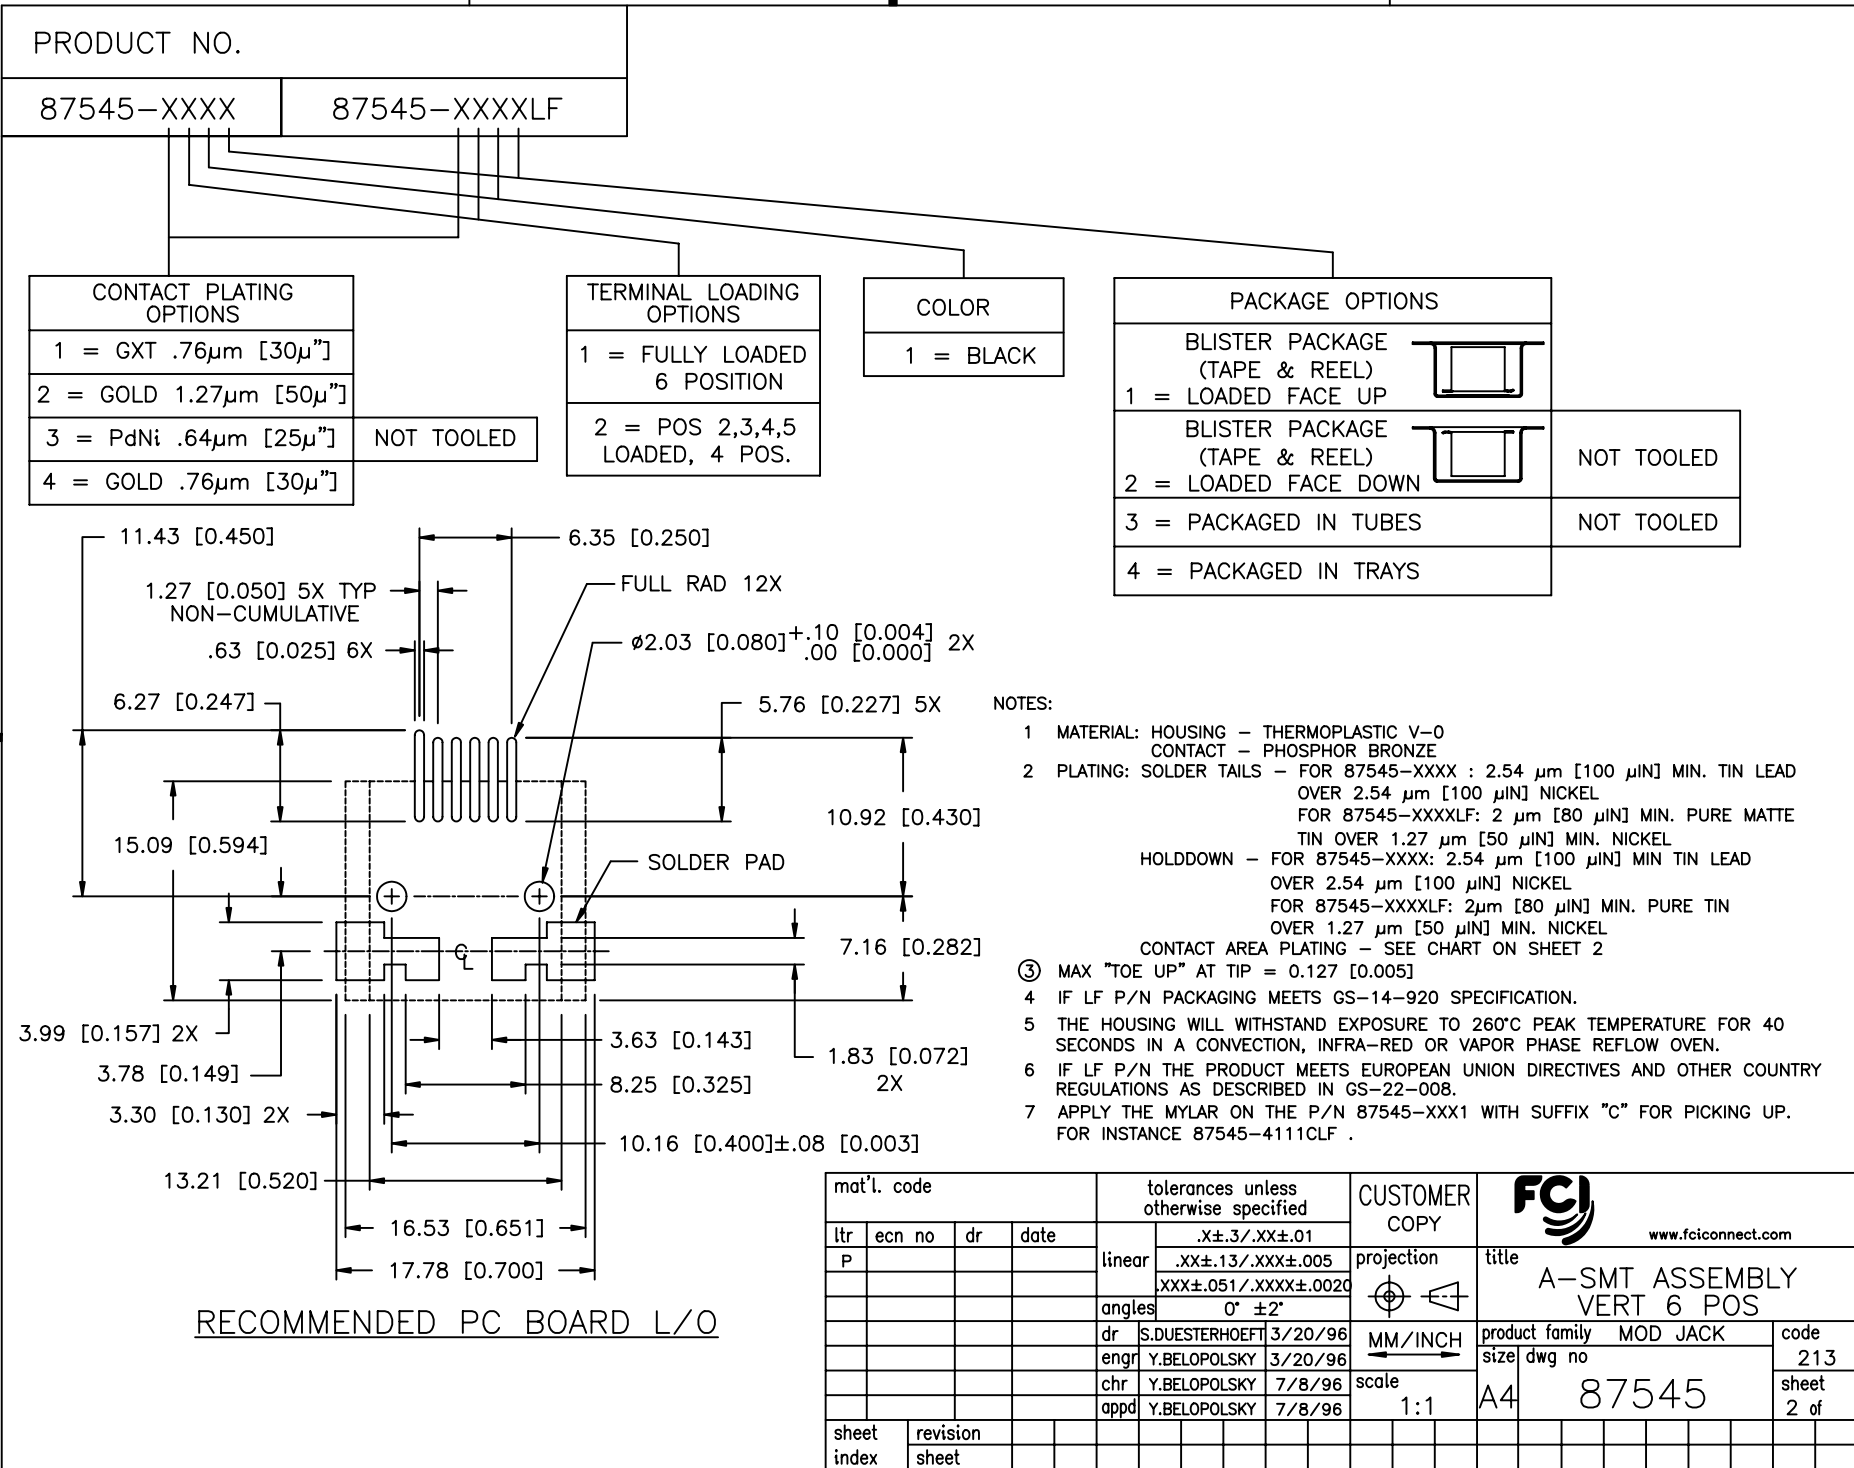 PRODUCT NO.
87545-XXXX
87545-XXXXLF
CONTACT PLATING
OPTIONS
1 = GXT .76µm [30µ"]
2 = GOLD 1.27µm [50µ"]
3 = PdNi .64µm [25µ"]
NOT TOOLED
4 = GOLD .76µm [30µ"]
TERMINAL LOADING
OPTIONS
1 = FULLY LOADED
6 POSITION
2 = POS 2,3,4,5
LOADED, 4 POS.
COLOR
1 = BLACK
PACKAGE OPTIONS
BLISTER PACKAGE
(TAPE & REEL)
1 = LOADED FACE UP
BLISTER PACKAGE
(TAPE & REEL)
2 = LOADED FACE DOWN
NOT TOOLED
3 = PACKAGED IN TUBES
NOT TOOLED
4 = PACKAGED IN TRAYS
11.43 [0.450]
6.35 [0.250]
1.27 [0.050] 5X TYP
NON-CUMULATIVE
FULL RAD 12X
.63 [0.025] 6X
ø2.03 [0.080] +.10 [0.004] 2X
.00 [0.000]
6.27 [0.247]
5.76 [0.227] 5X
10.92 [0.430]
15.09 [0.594]
SOLDER PAD
7.16 [0.282]
CL
3.99 [0.157] 2X
3.63 [0.143]
1.83 [0.072]
2X
3.78 [0.149]
8.25 [0.325]
3.30 [0.130] 2X
10.16 [0.400]±.08 [0.003]
13.21 [0.520]
16.53 [0.651]
17.78 [0.700]
RECOMMENDED PC BOARD L/O
NOTES:
1 MATERIAL: HOUSING - THERMOPLASTIC V-0
CONTACT - PHOSPHOR BRONZE
2 PLATING: SOLDER TAILS - FOR 87545-XXXX : 2.54 µm [100 µIN] MIN. TIN LEAD
OVER 2.54 µm [100 µIN] NICKEL
FOR 87545-XXXXLF: 2 µm [80 µIN] MIN. PURE MATTE
TIN OVER 1.27 µm [50 µIN] MIN. NICKEL
HOLDDOWN - FOR 87545-XXXX: 2.54 µm [100 µIN] MIN TIN LEAD
OVER 2.54 µm [100 µIN] NICKEL
FOR 87545-XXXXLF: 2µm [80 µIN] MIN. PURE TIN
OVER 1.27 µm [50 µIN] MIN. NICKEL
CONTACT AREA PLATING - SEE CHART ON SHEET 2
3 MAX "TOE UP" AT TIP = 0.127 [0.005]
4 IF LF P/N PACKAGING MEETS GS-14-920 SPECIFICATION.
5 THE HOUSING WILL WITHSTAND EXPOSURE TO 260°C PEAK TEMPERATURE FOR 40
SECONDS IN A CONVECTION, INFRA-RED OR VAPOR PHASE REFLOW OVEN.
6 IF LF P/N THE PRODUCT MEETS EUROPEAN UNION DIRECTIVES AND OTHER COUNTRY
REGULATIONS AS DESCRIBED IN GS-22-008.
7 APPLY THE MYLAR ON THE P/N 87545-XXX1 WITH SUFFIX "C" FOR PICKING UP.
FOR INSTANCE 87545-4111CLF .
mat'l. code
tolerances unless
otherwise specified
CUSTOMER
COPY
FCI
www.fciconnect.com
ltr ecn no dr date
P
linear
.X±.3/.XX±.01
.XX±.13/.XXX±.005
.XXX±.051/.XXXX±.0020
angles 0° ±2°
projection
title
A-SMT ASSEMBLY
VERT 6 POS
dr S.DUESTERHOEFT 3/20/96
engr Y.BELOPOLSKY 3/20/96
chr Y.BELOPOLSKY 7/8/96
appd Y.BELOPOLSKY 7/8/96
MM/INCH
scale
1:1
product family MOD JACK
code
213
size
A4
dwg no
87545
sheet
2 of
sheet
index
revision
sheet